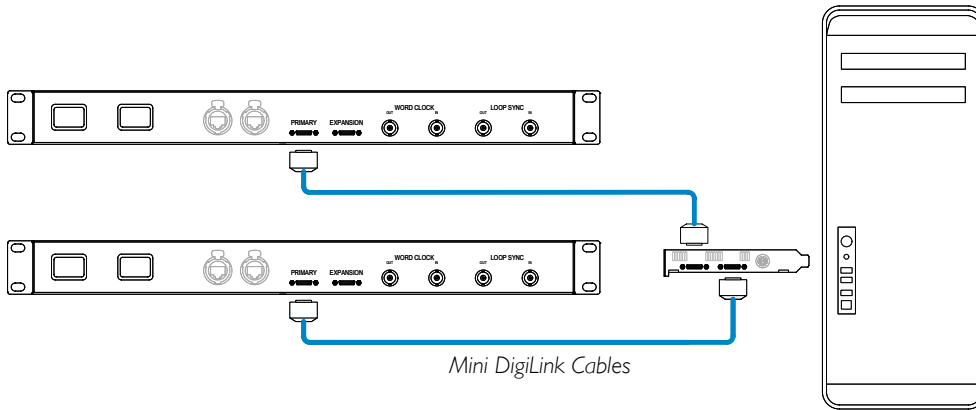 WORD CLOCK
LOOP SYNC
OUT
IN
OUT
IN
PRIMARY
EXPANSION
WORD CLOCK
LOOP SYNC
OUT
IN
OUT
IN
PRIMARY
EXPANSION
Mini DigiLink Cables